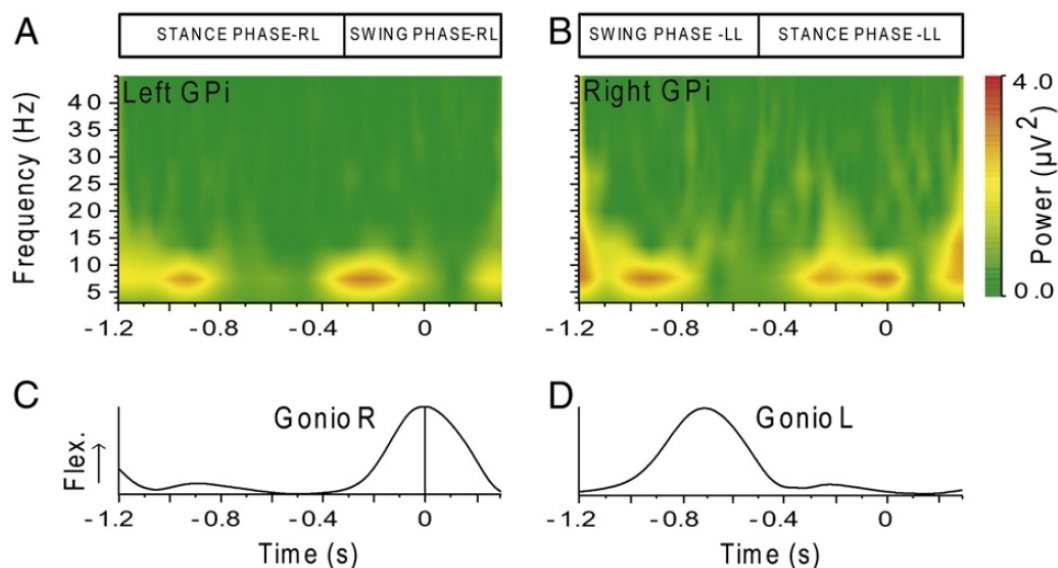 A
STANCE PHASE-RL
SWING PHASE-RL
B
SWING PHASE -LL
STANCE PHASE -LL
Left GPi
Frequency (Hz)
40
35
30
25
20
15
10
5
-1.2
-0.8
-0.4
0
Right GPi
-1.2
-0.8
-0.4
0
4.0
Power (µV²)
0.0
C
Gonio R
Flex.
-1.2
-0.8
-0.4
0
Time (s)
D
Gonio L
-1.2
-0.8
-0.4
0
Time (s)